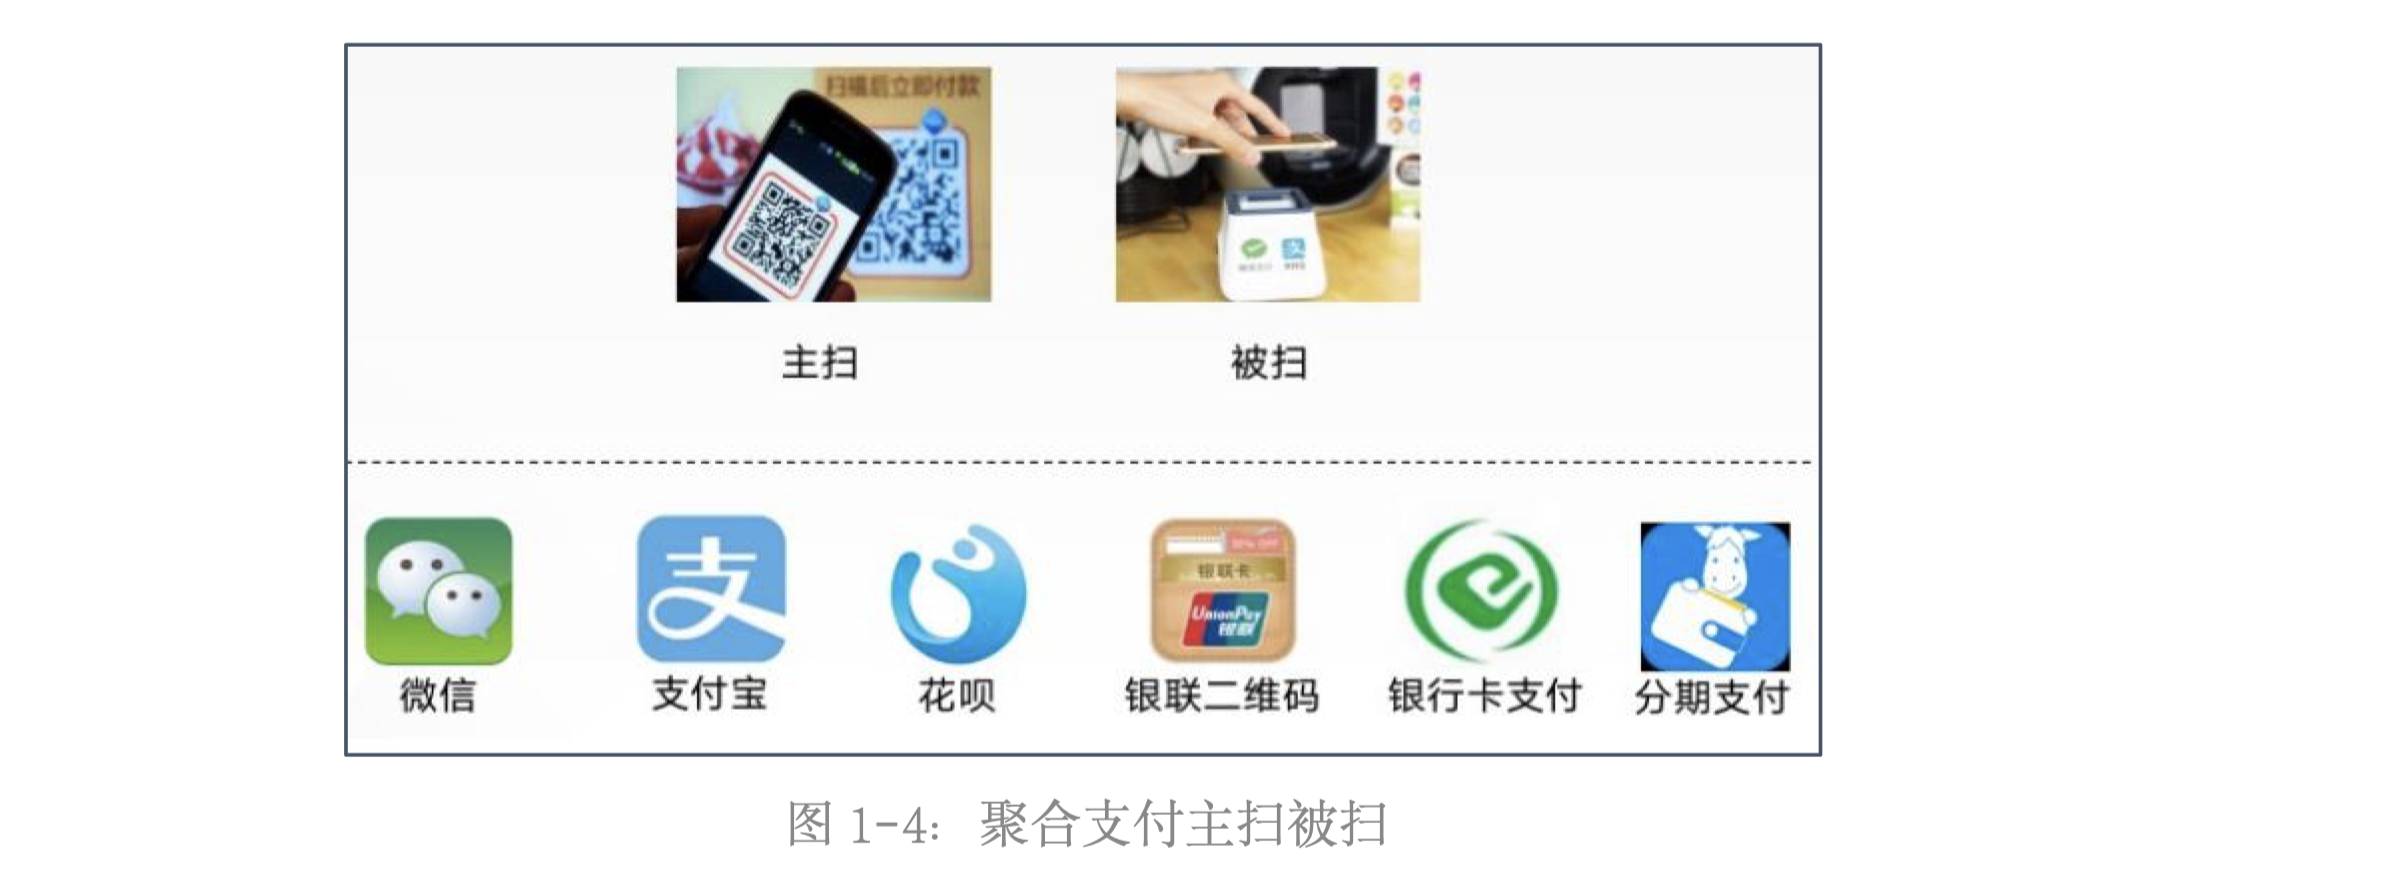 扫描后立即付款
主扫
被扫
50% OFF
银联卡
UnionPay
银联
微信
支付宝
花呗
银联二维码
银行卡支付
分期支付
图 1-4: 聚合支付主扫被扫